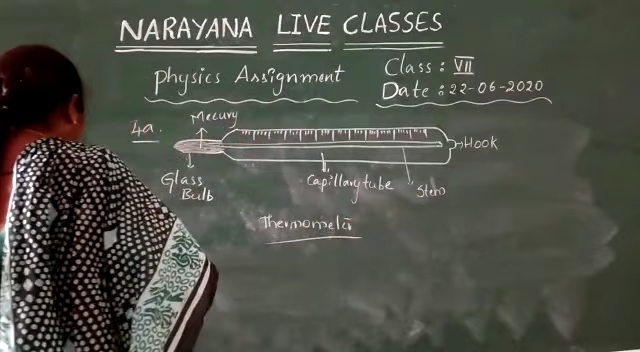 NARAYANA LIVE CLASSES
Physics Assignment
Class : VII
Date : 22-06-2020
4a.
Mecury
Hook
Glass
Bulb
Capillary tube
Stem
Thermometer